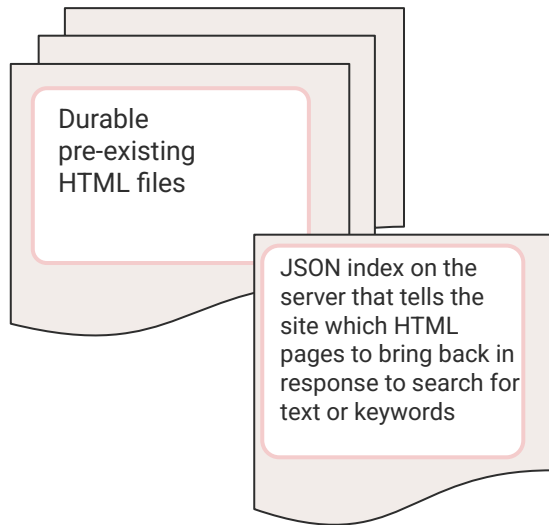 Durable
pre-existing
HTML files
JSON index on the
server that tells the
site which HTML
pages to bring back in
response to search for
text or keywords